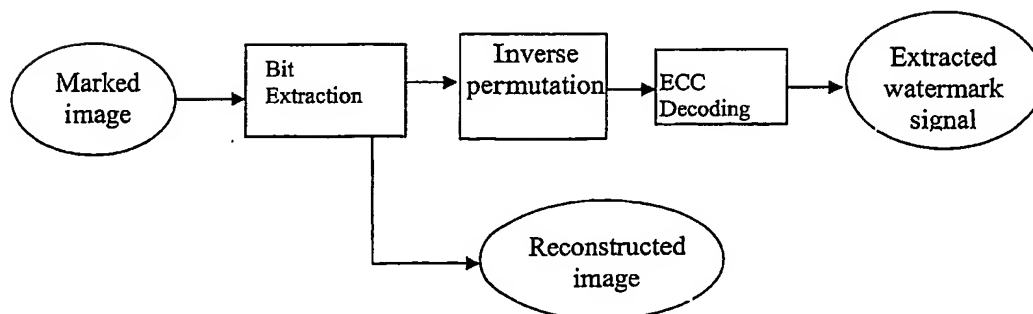 Marked
image
Bit
Extraction
Inverse
permutation
ECC
Decoding
Extracted
watermark
signal
Reconstructed
image